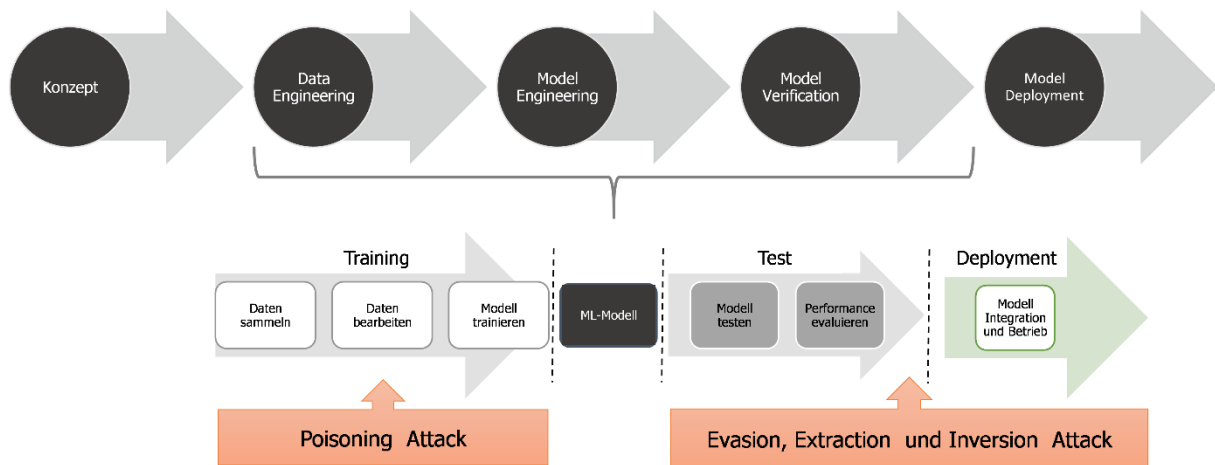 Konzept
Data
Engineering
Model
Engineering
Model
Verification
Model
Deployment
Training
Test
Deployment
Daten
sammeln
Daten
bearbeiten
Modell
trainieren
ML-Modell
Modell
testen
Performance
evaluieren
Modell
Integration
und Betrieb
Poisoning Attack
Evasion, Extraction und Inversion Attack